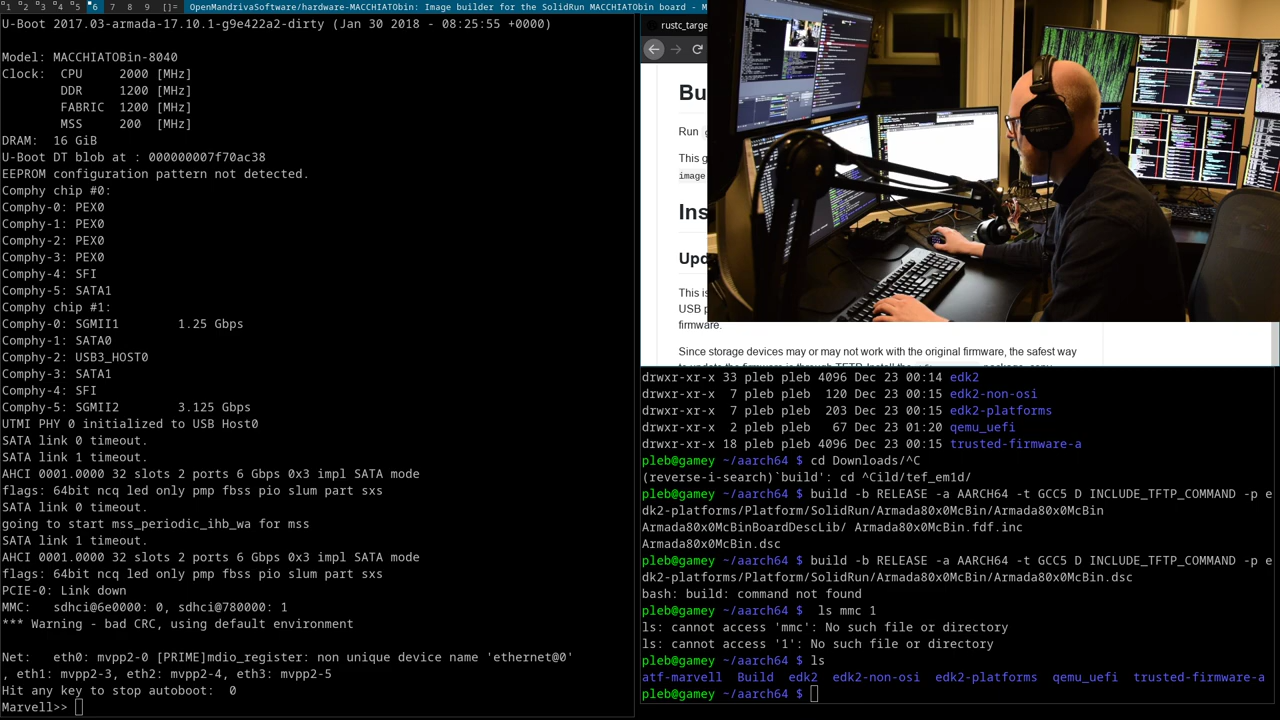 1 2 3 4 5 6 7 8 9 []= OpenMandrivaSoftware/hardware-MACCHIATObin: Image builder for the SolidRun MACCHIATObin board - M
U-Boot 2017.03-armada-17.10.1-g9e422a2-dirty (Jan 30 2018 - 08:25:55 +0000)
Model: MACCHIATOBin-8040
Clock:  CPU     2000 [MHz]
DDR     1200 [MHz]
FABRIC  1200 [MHz]
MSS     200  [MHz]
DRAM:  16 GiB
U-Boot DT blob at : 000000007f70ac38
EEPROM configuration pattern not detected.
Comphy chip #0:
Comphy-0: PEX0
Comphy-1: PEX0
Comphy-2: PEX0
Comphy-3: PEX0
Comphy-4: SFI
Comphy-5: SATA1
Comphy chip #1:
Comphy-0: SGMII1        1.25 Gbps
Comphy-1: SATA0
Comphy-2: USB3_HOST0
Comphy-3: SATA1
Comphy-4: SFI
Comphy-5: SGMII2        3.125 Gbps
UTMI PHY 0 initialized to USB Host0
SATA link 0 timeout.
SATA link 1 timeout.
AHCI 0001.0000 32 slots 2 ports 6 Gbps 0x3 impl SATA mode
flags: 64bit ncq led only pmp fbss pio slum part sxs
SATA link 0 timeout.
going to start mss_periodic_ihb_wa for mss
SATA link 1 timeout.
AHCI 0001.0000 32 slots 2 ports 6 Gbps 0x3 impl SATA mode
flags: 64bit ncq led only pmp fbss pio slum part sxs
PCIE-0: Link down
MMC:   sdhci@6e0000: 0, sdhci@780000: 1
*** Warning - bad CRC, using default environment
Net:   eth0: mvpp2-0 [PRIME]mdio_register: non unique device name 'ethernet@0'
, eth1: mvpp2-3, eth2: mvpp2-4, eth3: mvpp2-5
Hit any key to stop autoboot:  0
Marvell>>
rustc_targe
Bu
Run
This g
image
Ins
Upd
This is
USB p
firmware.
Since storage devices may or may not work with the original firmware, the safest way
drwxr-xr-x 33 pleb pleb 4096 Dec 23 00:14 edk2
drwxr-xr-x  7 pleb pleb  120 Dec 23 00:15 edk2-non-osi
drwxr-xr-x  7 pleb pleb  203 Dec 23 00:15 edk2-platforms
drwxr-xr-x  2 pleb pleb   67 Dec 23 01:20 qemu_uefi
drwxr-xr-x 18 pleb pleb 4096 Dec 23 00:15 trusted-firmware-a
pleb@gamey ~/aarch64 $ cd Downloads/^C
(reverse-i-search)`build': cd ^Cild/tef_em1d/
pleb@gamey ~/aarch64 $ build -b RELEASE -a AARCH64 -t GCC5 D INCLUDE_TFTP_COMMAND -p e
dk2-platforms/Platform/SolidRun/Armada80x0McBin/Armada80x0McBin
Armada80x0McBinBoardDescLib/ Armada80x0McBin.fdf.inc
Armada80x0McBin.dsc
pleb@gamey ~/aarch64 $ build -b RELEASE -a AARCH64 -t GCC5 D INCLUDE_TFTP_COMMAND -p e
dk2-platforms/Platform/SolidRun/Armada80x0McBin/Armada80x0McBin.dsc
bash: build: command not found
pleb@gamey ~/aarch64 $  ls mmc 1
ls: cannot access 'mmc': No such file or directory
ls: cannot access '1': No such file or directory
pleb@gamey ~/aarch64 $ ls
atf-marvell  Build  edk2  edk2-non-osi  edk2-platforms  qemu_uefi  trusted-firmware-a
pleb@gamey ~/aarch64 $